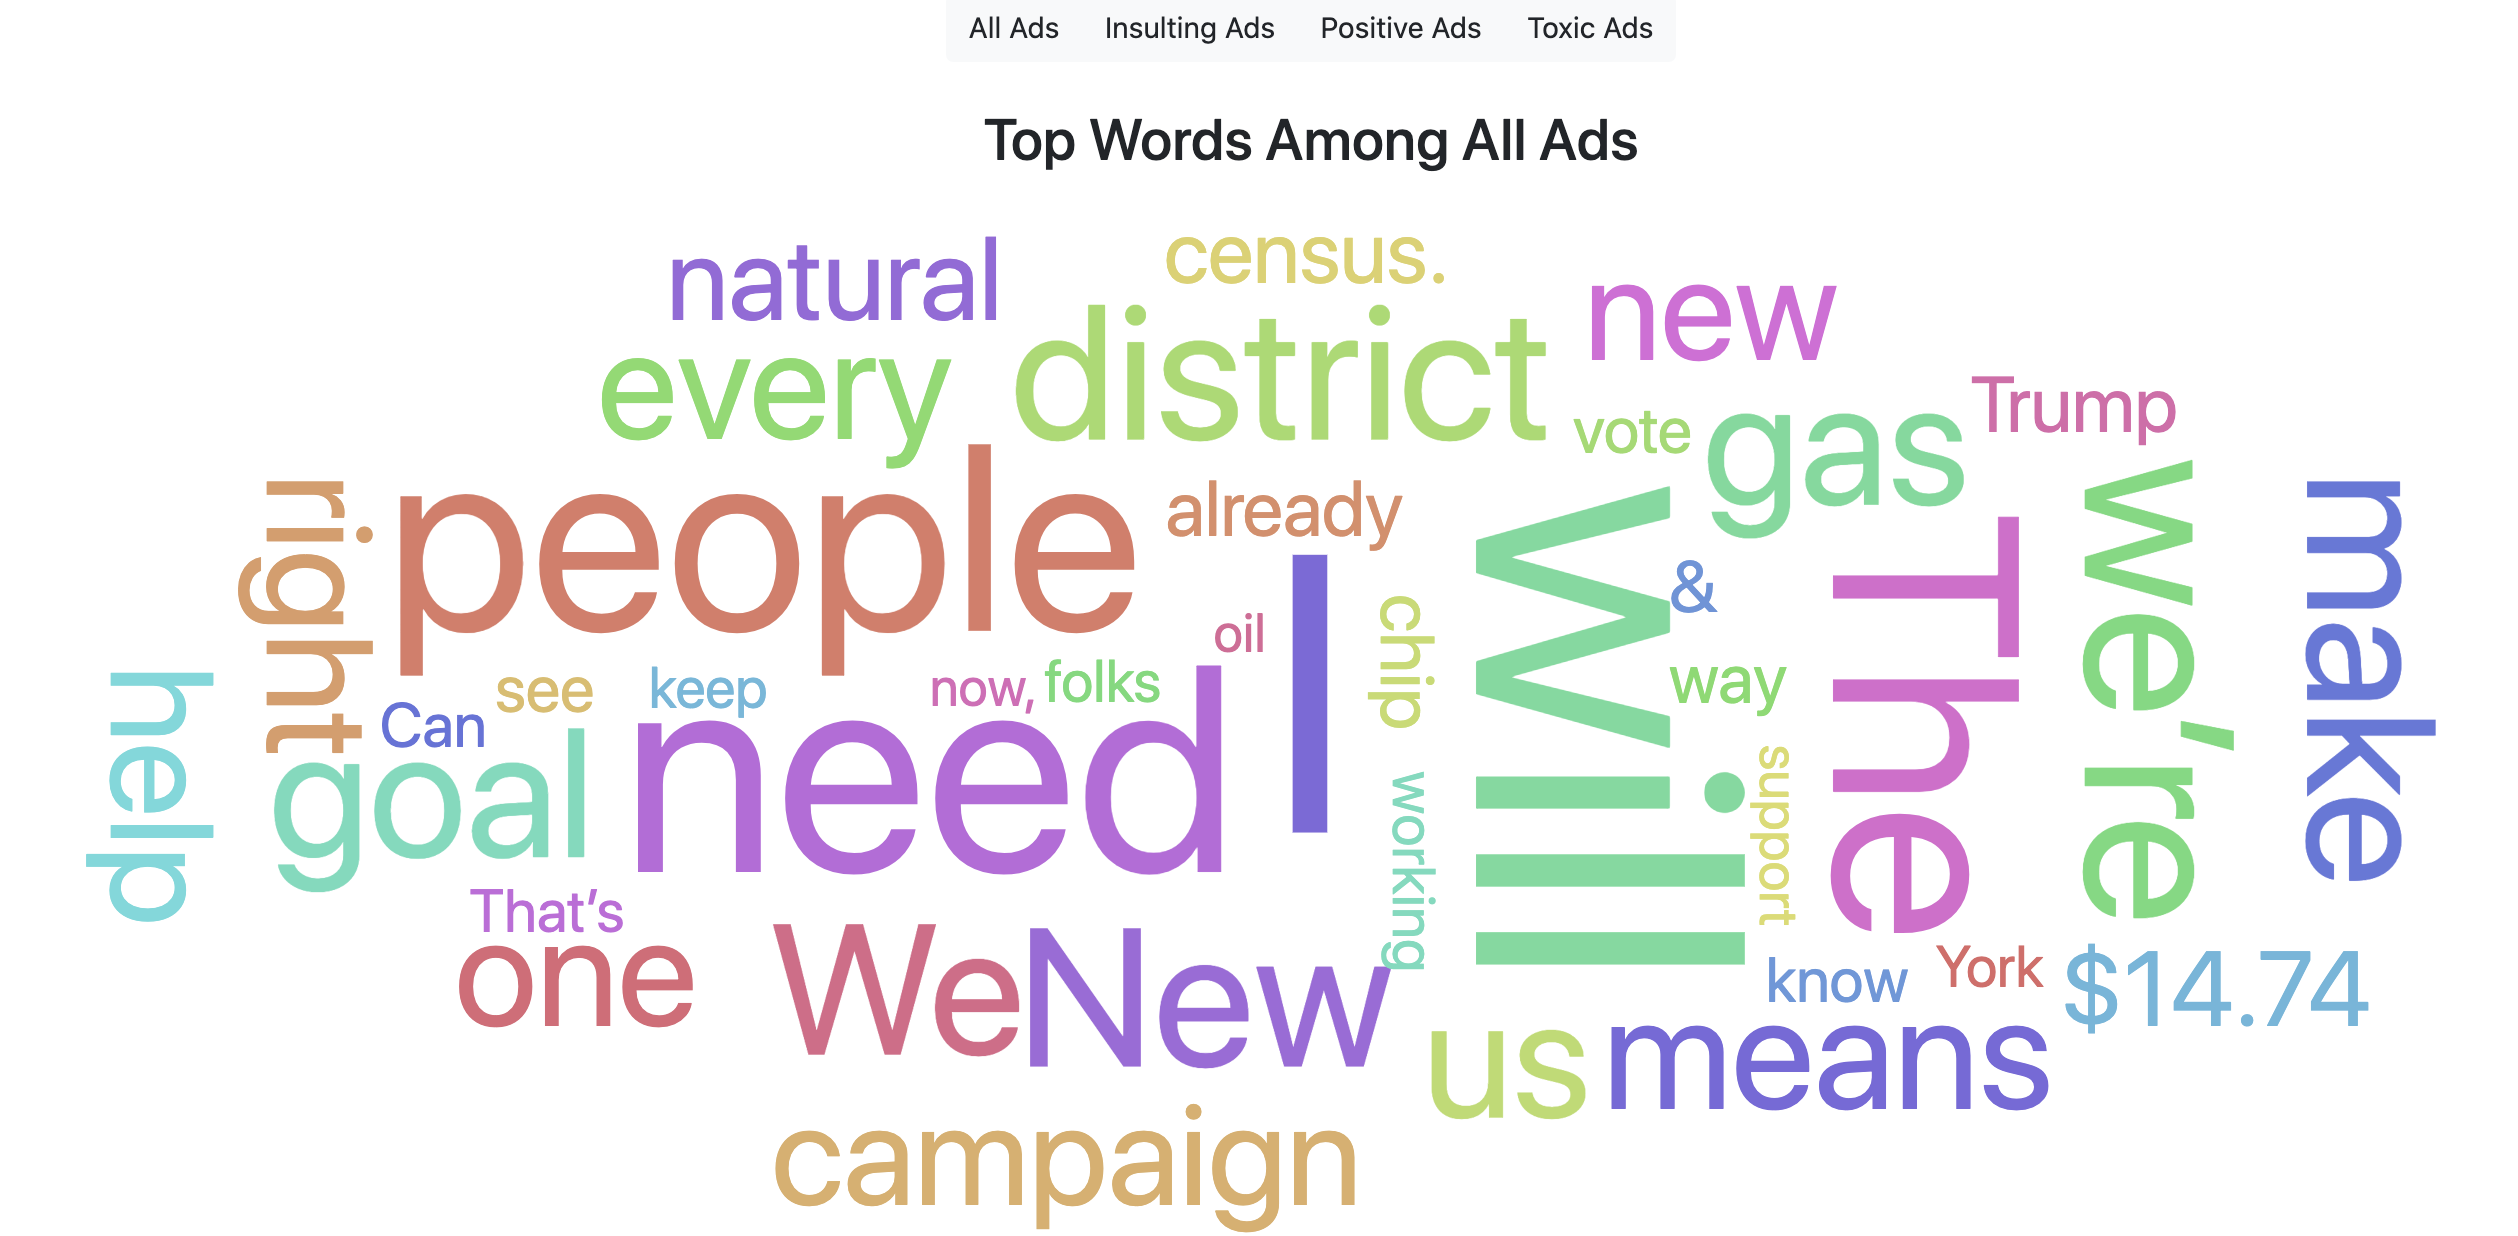 All Ads Insulting Ads Positive Ads Toxic Ads
Top Words Among All Ads
natural
census.
new
every
district
vote
gas
Trump
right
people
already
Will
&
The
we're
make
help
Can
see
keep
now,
folks
oil
I
chip
way
goal
need
working
support
That's
one
We
New
know
York
$14.74
us
means
campaign